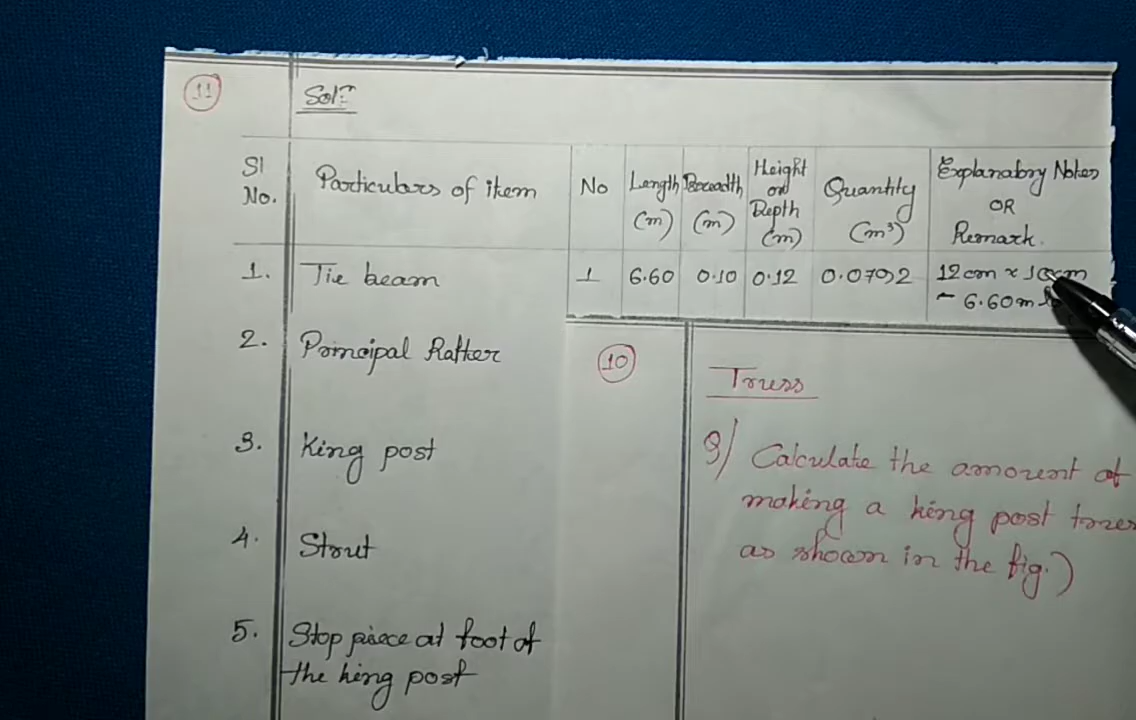 11
Sol?
Sl No.
Particulars of item
No
Length (m)
Breadth (m)
Height or Depth (m)
Quantity (m³)
Explanatory Notes OR Remark.
1. Tie beam 1 6.60 0.10 0.12 0.0792 12cm × 10cm
- 6.60m
2. Principal Rafter
3. King post
4. Strut
5. Stop piece at foot of
the king post
10
Truss
Q/ Calculate the amount of
making a king post
as shown in the fig.)